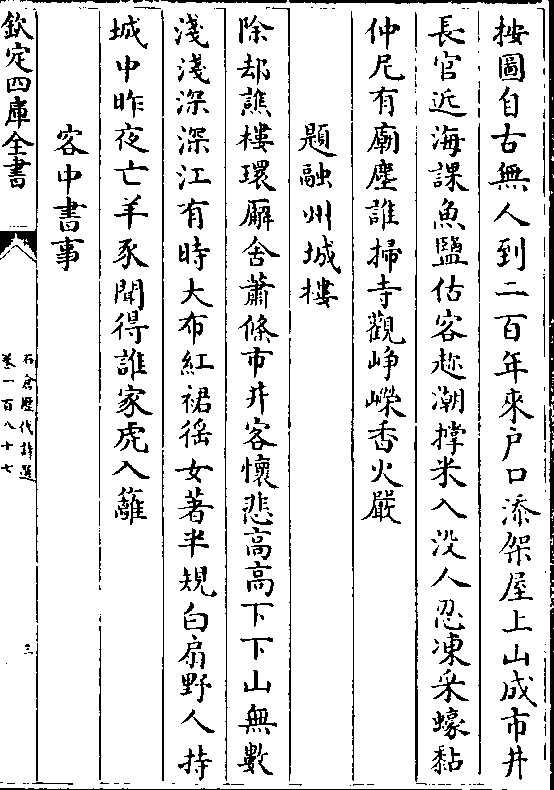 按圖自古無人到二百年來户口添架屋上山成市井
長官近海課魚鹽估客趂潮撑米入没人忍凍采蠔黏
仲尼有廟塵誰掃寺觀峥嶸香火嚴
題融州城樓
除却譙樓環廨舍蕭條市井客懷悲高高下下山無數
淺淺深深江有時大布紅裙徭女著半規白扇野人持
城中昨夜亡羊豕聞得誰家虎入籬
客中書事
欽定四庫全書
石倉歴代詩選
卷一百八十七
三